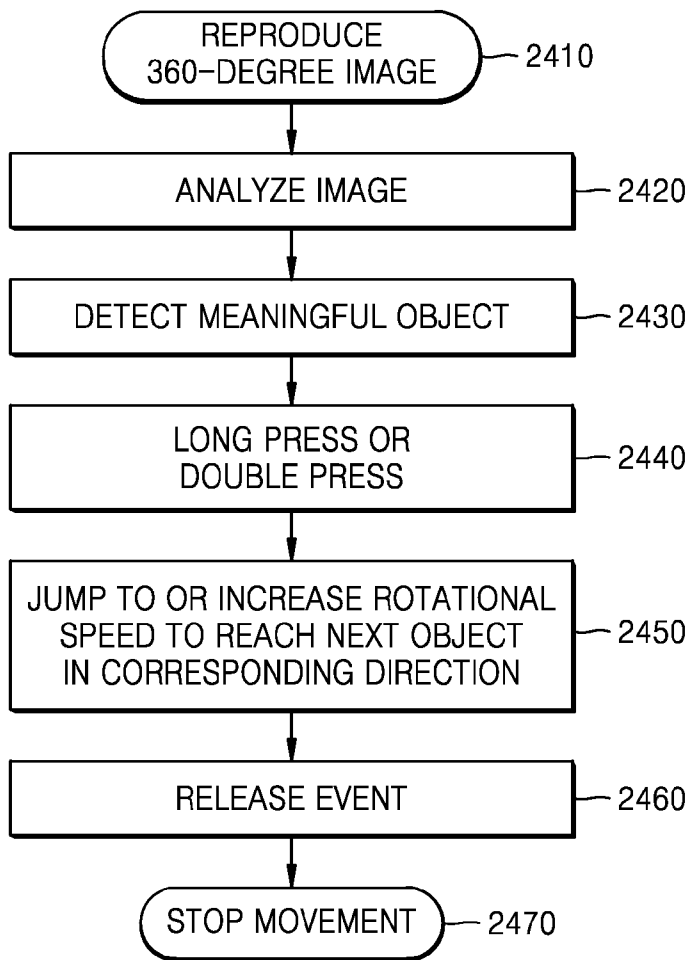 REPRODUCE
360-DEGREE IMAGE
2410
ANALYZE IMAGE
2420
DETECT MEANINGFUL OBJECT
2430
LONG PRESS OR
DOUBLE PRESS
2440
JUMP TO OR INCREASE ROTATIONAL
SPEED TO REACH NEXT OBJECT
IN CORRESPONDING DIRECTION
2450
RELEASE EVENT
2460
STOP MOVEMENT
2470